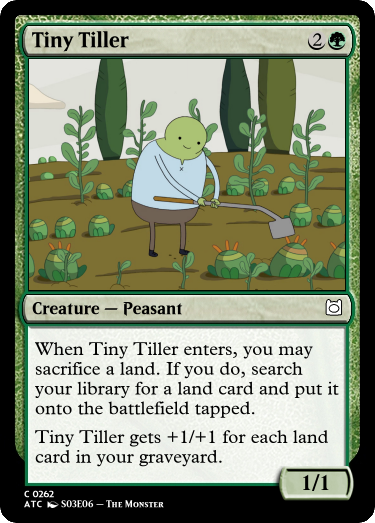 Tiny Tiller 2
Creature — Peasant
When Tiny Tiller enters, you may
sacrifice a land. If you do, search
your library for a land card and put it
onto the battlefield tapped.
Tiny Tiller gets +1/+1 for each land
card in your graveyard.
1/1
C 0262
ATC S03E06 – The Monster